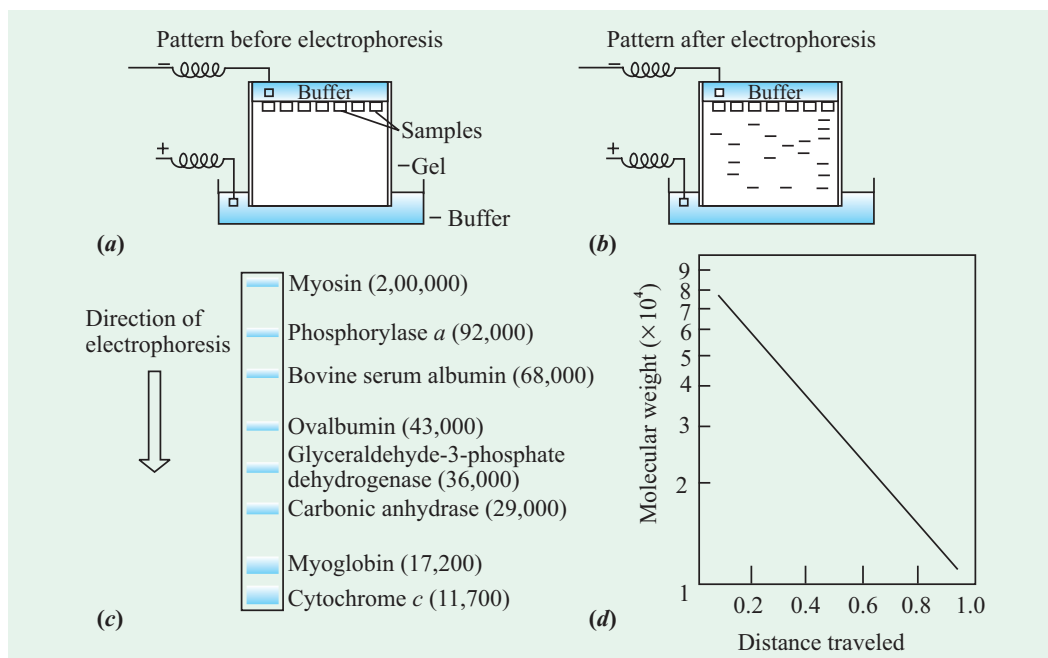 Pattern before electrophoresis
−
Buffer
Samples
+
Gel
Buffer
(a)
Pattern after electrophoresis
−
Buffer
+
(b)
Direction of
electrophoresis
Myosin (2,00,000)
Phosphorylase a (92,000)
Bovine serum albumin (68,000)
Ovalbumin (43,000)
Glyceraldehyde-3-phosphate
dehydrogenase (36,000)
Carbonic anhydrase (29,000)
Myoglobin (17,200)
Cytochrome c (11,700)
(c)
Molecular weight (×10⁴)
9
8
7
6
5
4
3
2
1
0.2 0.4 0.6 0.8 1.0
(d)
Distance traveled